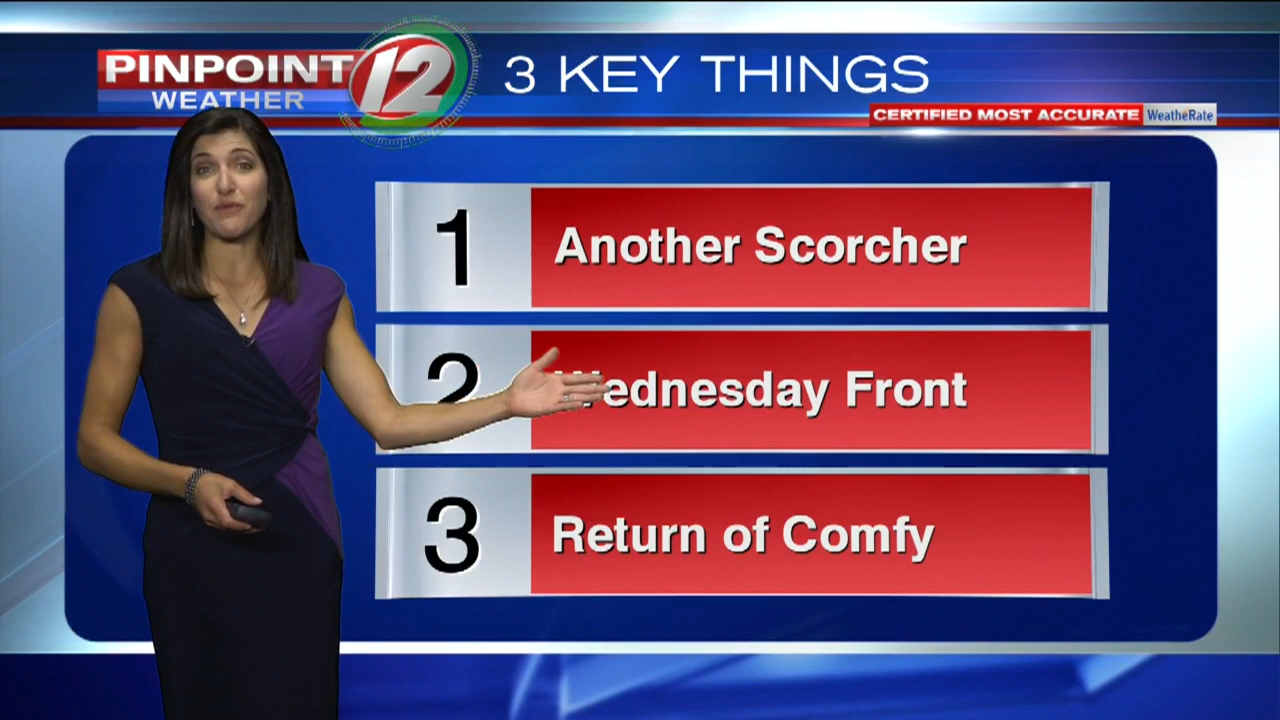 PINPOINT 12
WEATHER
3 KEY THINGS
CERTIFIED MOST ACCURATE WeatheRate
1 Another Scorcher
2 Wednesday Front
3 Return of Comfy